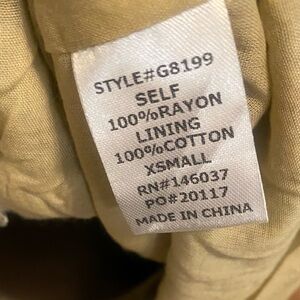 STYLE#G8199
SELF
100%RAYON
LINING
100%COTTON
XSMALL
RN#146037
PO#20117
MADE IN CHINA